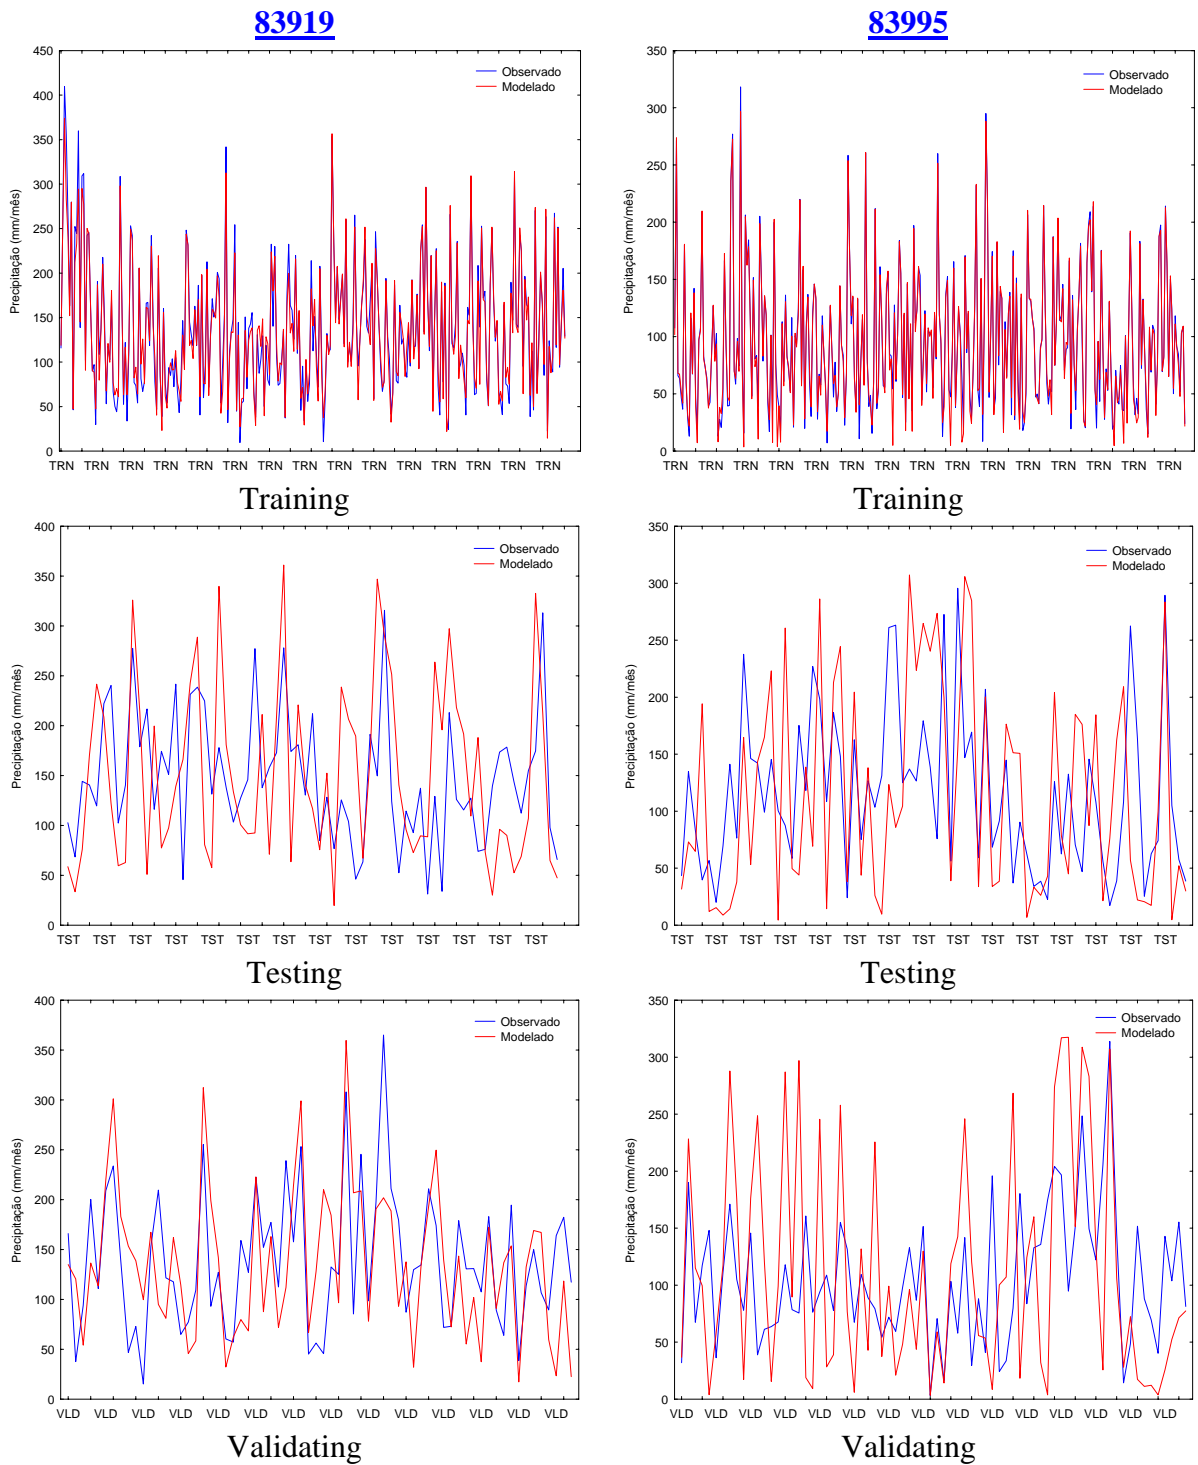 83919
83995
450
400
350
300
250
200
150
100
50
0
Precipitação (mm/mês)
Observado
Modelado
TRN TRN TRN TRN TRN TRN TRN TRN TRN TRN TRN TRN TRN TRN TRN
Training
350
300
250
200
150
100
50
0
Precipitação (mm/mês)
Observado
Modelado
TRN TRN TRN TRN TRN TRN TRN TRN TRN TRN TRN TRN TRN TRN TRN
Training
400
350
300
250
200
150
100
50
0
Precipitação (mm/mês)
Observado
Modelado
TST TST TST TST TST TST TST TST TST TST TST TST TST TST
Testing
350
300
250
200
150
100
50
0
Precipitação (mm/mês)
Observado
Modelado
TST TST TST TST TST TST TST TST TST TST TST TST TST TST TST
Testing
400
350
300
250
200
150
100
50
0
Precipitação (mm/mês)
Observado
Modelado
VLD VLD VLD VLD VLD VLD VLD VLD VLD VLD VLD VLD VLD VLD
Validating
350
300
250
200
150
100
50
0
Precipitação (mm/mês)
Observado
Modelado
VLD VLD VLD VLD VLD VLD VLD VLD VLD VLD VLD VLD VLD VLD VLD
Validating